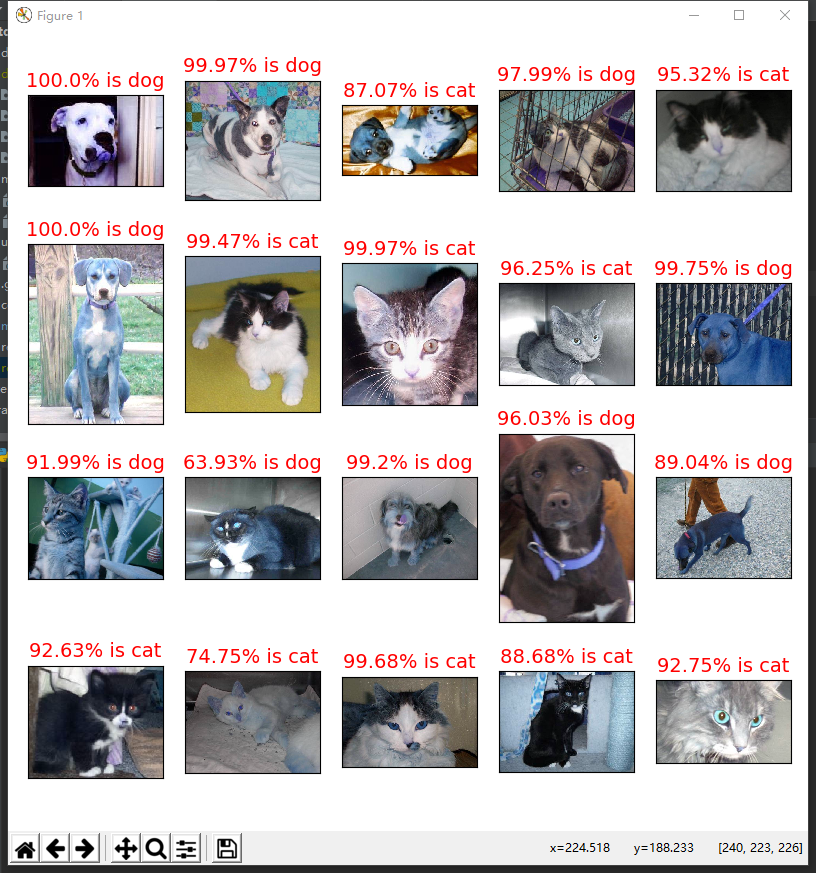 Figure 1
100.0% is dog
99.97% is dog
87.07% is cat
97.99% is dog
95.32% is cat
100.0% is dog
99.47% is cat
99.97% is cat
96.25% is cat
99.75% is dog
91.99% is dog
63.93% is dog
99.2% is dog
96.03% is dog
89.04% is dog
92.63% is cat
74.75% is cat
99.68% is cat
88.68% is cat
92.75% is cat
x=224.518 y=188.233 [240, 223, 226]